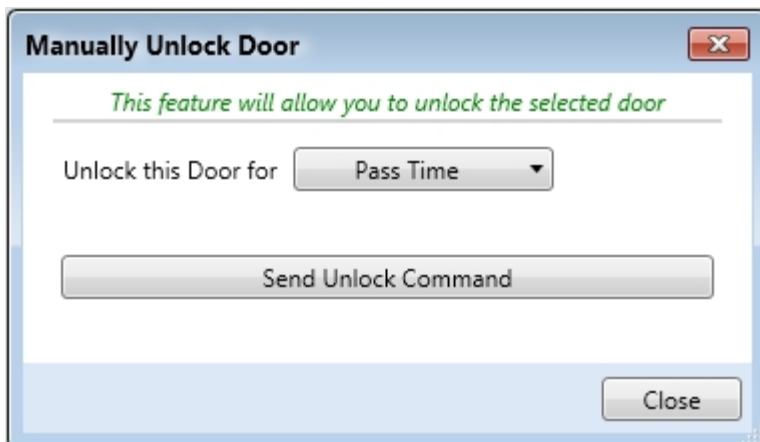 Manually Unlock Door
This feature will allow you to unlock the selected door
Unlock this Door for Pass Time
Send Unlock Command
Close